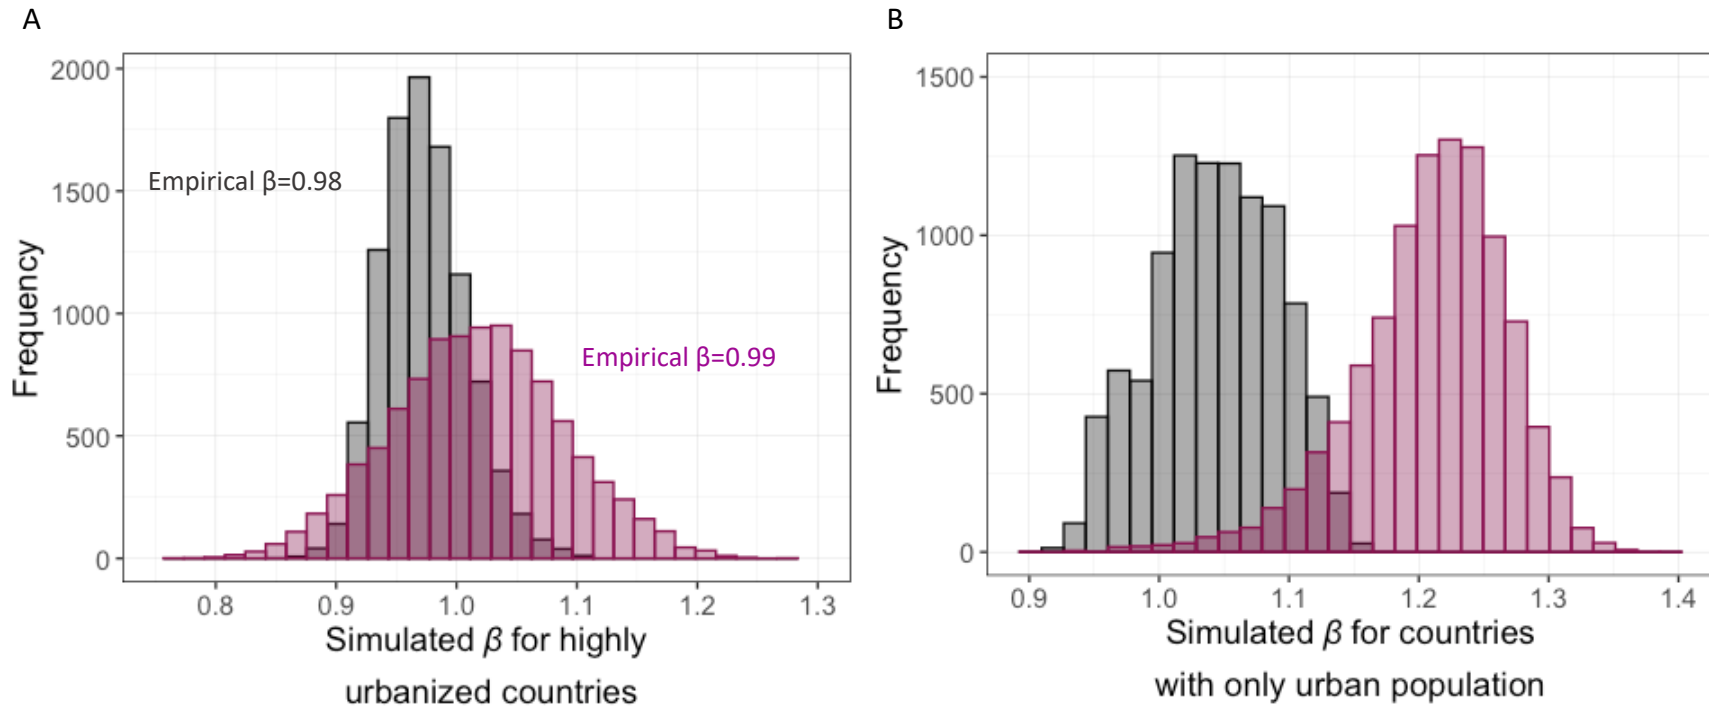 A
2000
1500
1000
500
0
Frequency
Empirical β=0.98
Empirical β=0.99
0.8 0.9 1.0 1.1 1.2 1.3
Simulated β for highly
urbanized countries
B
1500
1000
500
0
Frequency
0.9 1.0 1.1 1.2 1.3 1.4
Simulated β for countries
with only urban population